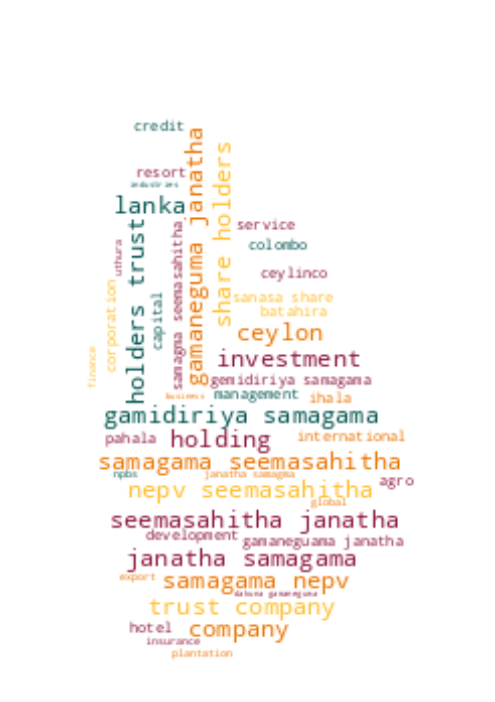 credit
gamaneguma janatha
share holders
resort
industries
lanka
holders trust
samagma seemasahitha
service
colombo
uthura
ceylinco
corporation
capital
sanasa share
batahira
ceylon
finance
investment
gemidiriya samagama
business
management
ihala
gamidiriya samagama
pahala
holding
international
samagama seemasahitha
npbs
janatha samagma
agro
nepv seemasahitha
global
seemasahitha janatha
development
gamaneguama janatha
janatha samagama
export
samagama nepv
dakuna gamaneguma
trust company
hotel
company
insurance
plantation